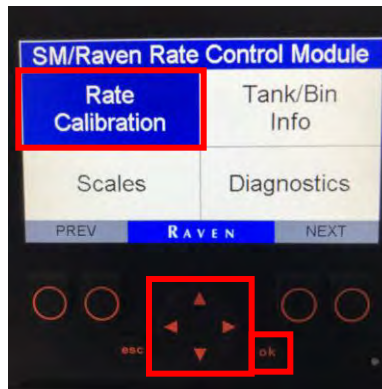 SM/Raven Rate Control Module
Rate
Calibration
Tank/Bin
Info
Scales
Diagnostics
PREV
RAVEN
NEXT
esc
ok